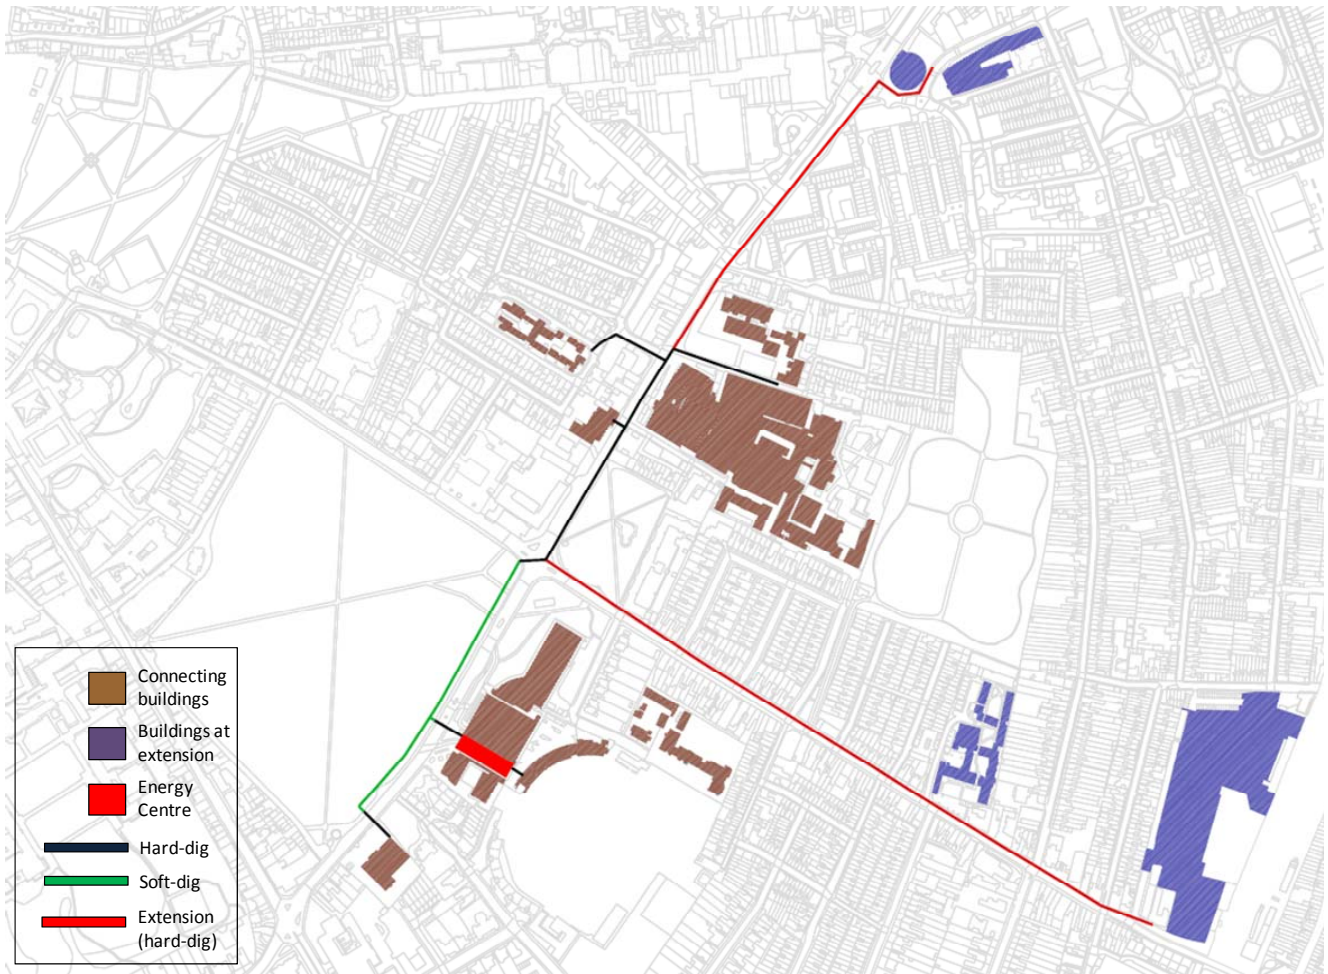 Connecting
buildings
Buildings at
extension
Energy
Centre
Hard-dig
Soft-dig
Extension
(hard-dig)